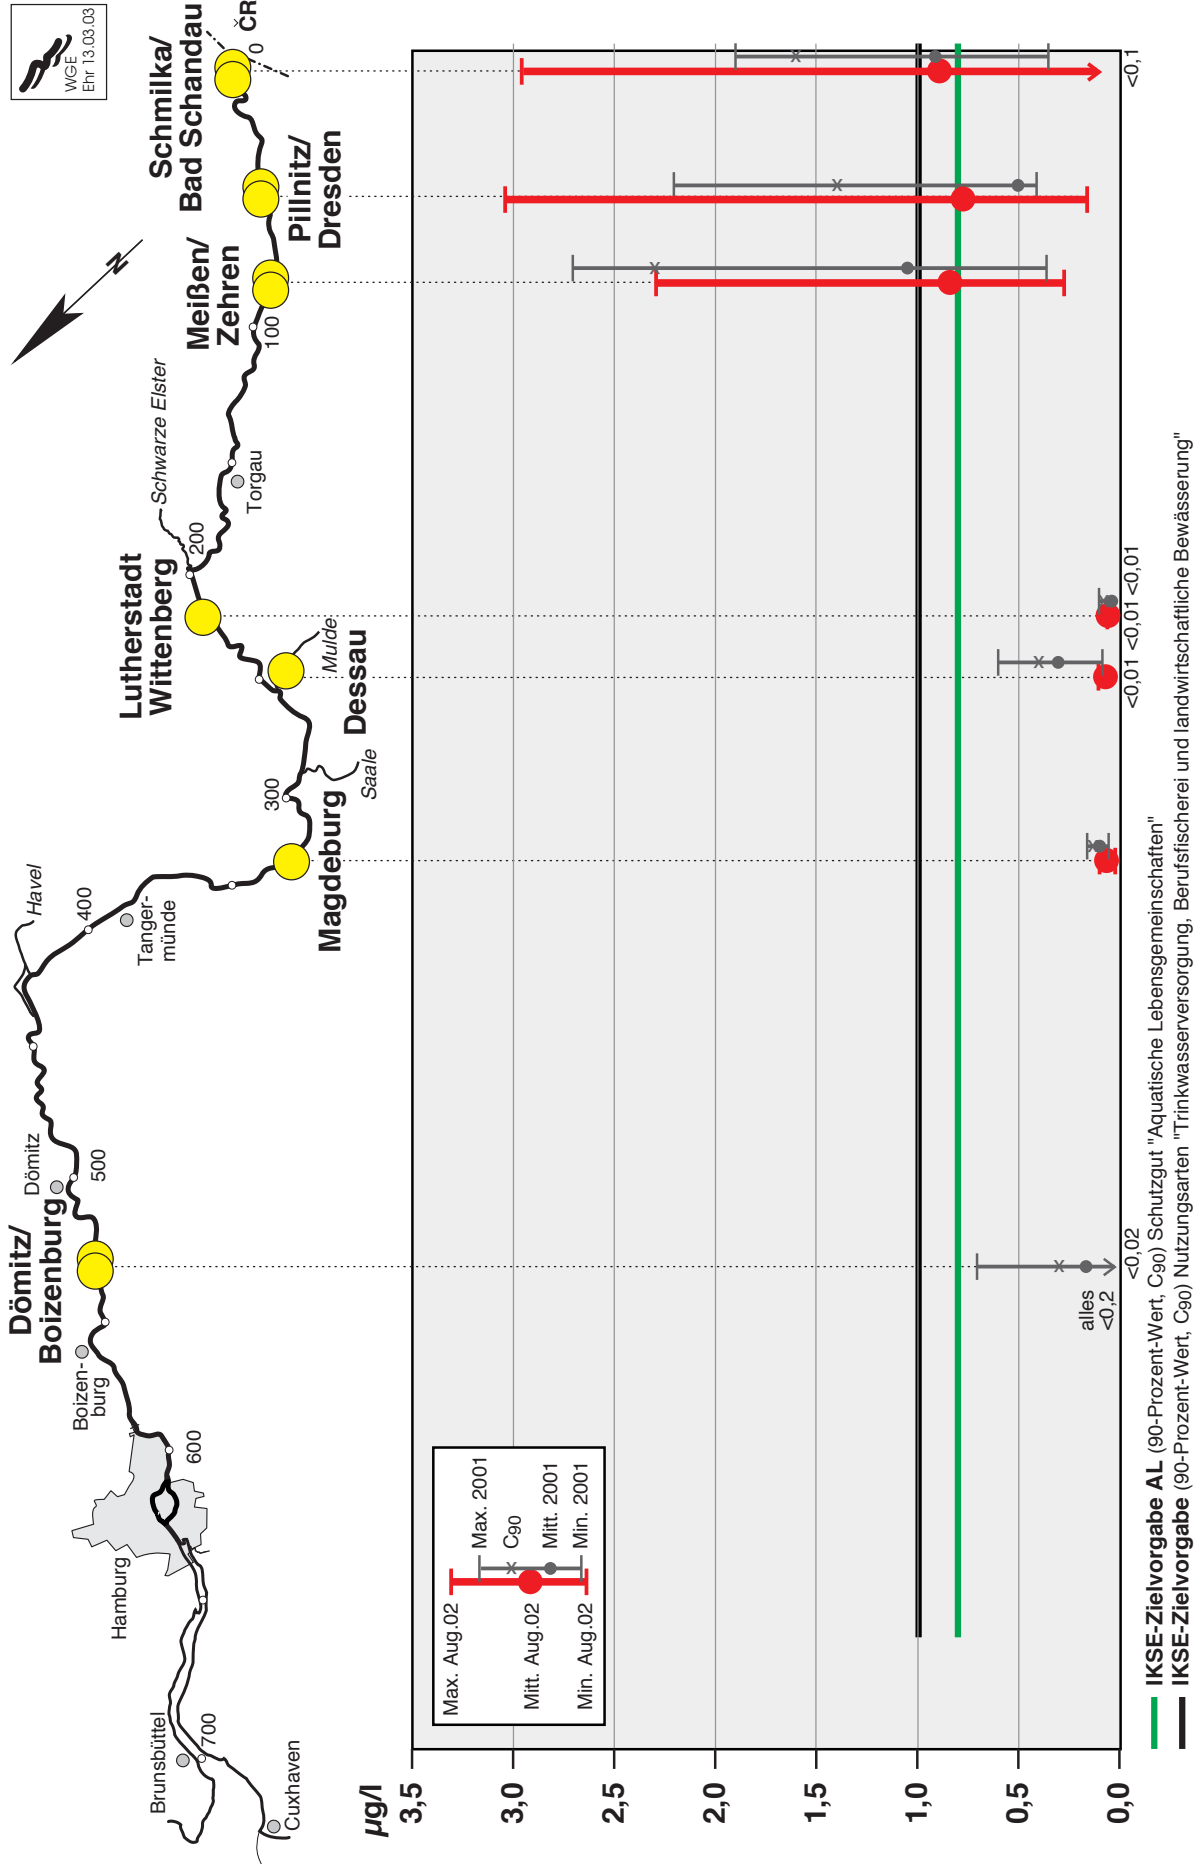 WGE
Ehr 13.03.03
Brunsbüttel
700
Cuxhaven
Hamburg
600
Boizen-
burg
Dömitz/
Boizenburg
Dömitz
500
Havel
400
Tanger-
münde
Magdeburg
300
Saale
Dessau
Mulde
Lutherstadt
Wittenberg
200
Schwarze Elster
Torgau
Meißen/
Zehren
100
N
Pillnitz/
Dresden
Schmilka/
Bad Schandau
0
ČR
µg/l
3,5
3,0
2,5
2,0
1,5
1,0
0,5
0,0
Max. Aug.02
Mitt. Aug.02
Min. Aug.02
Max. 2001
C90
Mitt. 2001
Min. 2001
alles
<0,2
<0,02
<0,01
<0,01
<0,01
<0,1
IKSE-Zielvorgabe AL (90-Prozent-Wert, C90) Schutzgut "Aquatische Lebensgemeinschaften"
IKSE-Zielvorgabe (90-Prozent-Wert, C90) Nutzungsarten "Trinkwasserversorgung, Berufsfischerei und landwirtschaftliche Bewässerung"